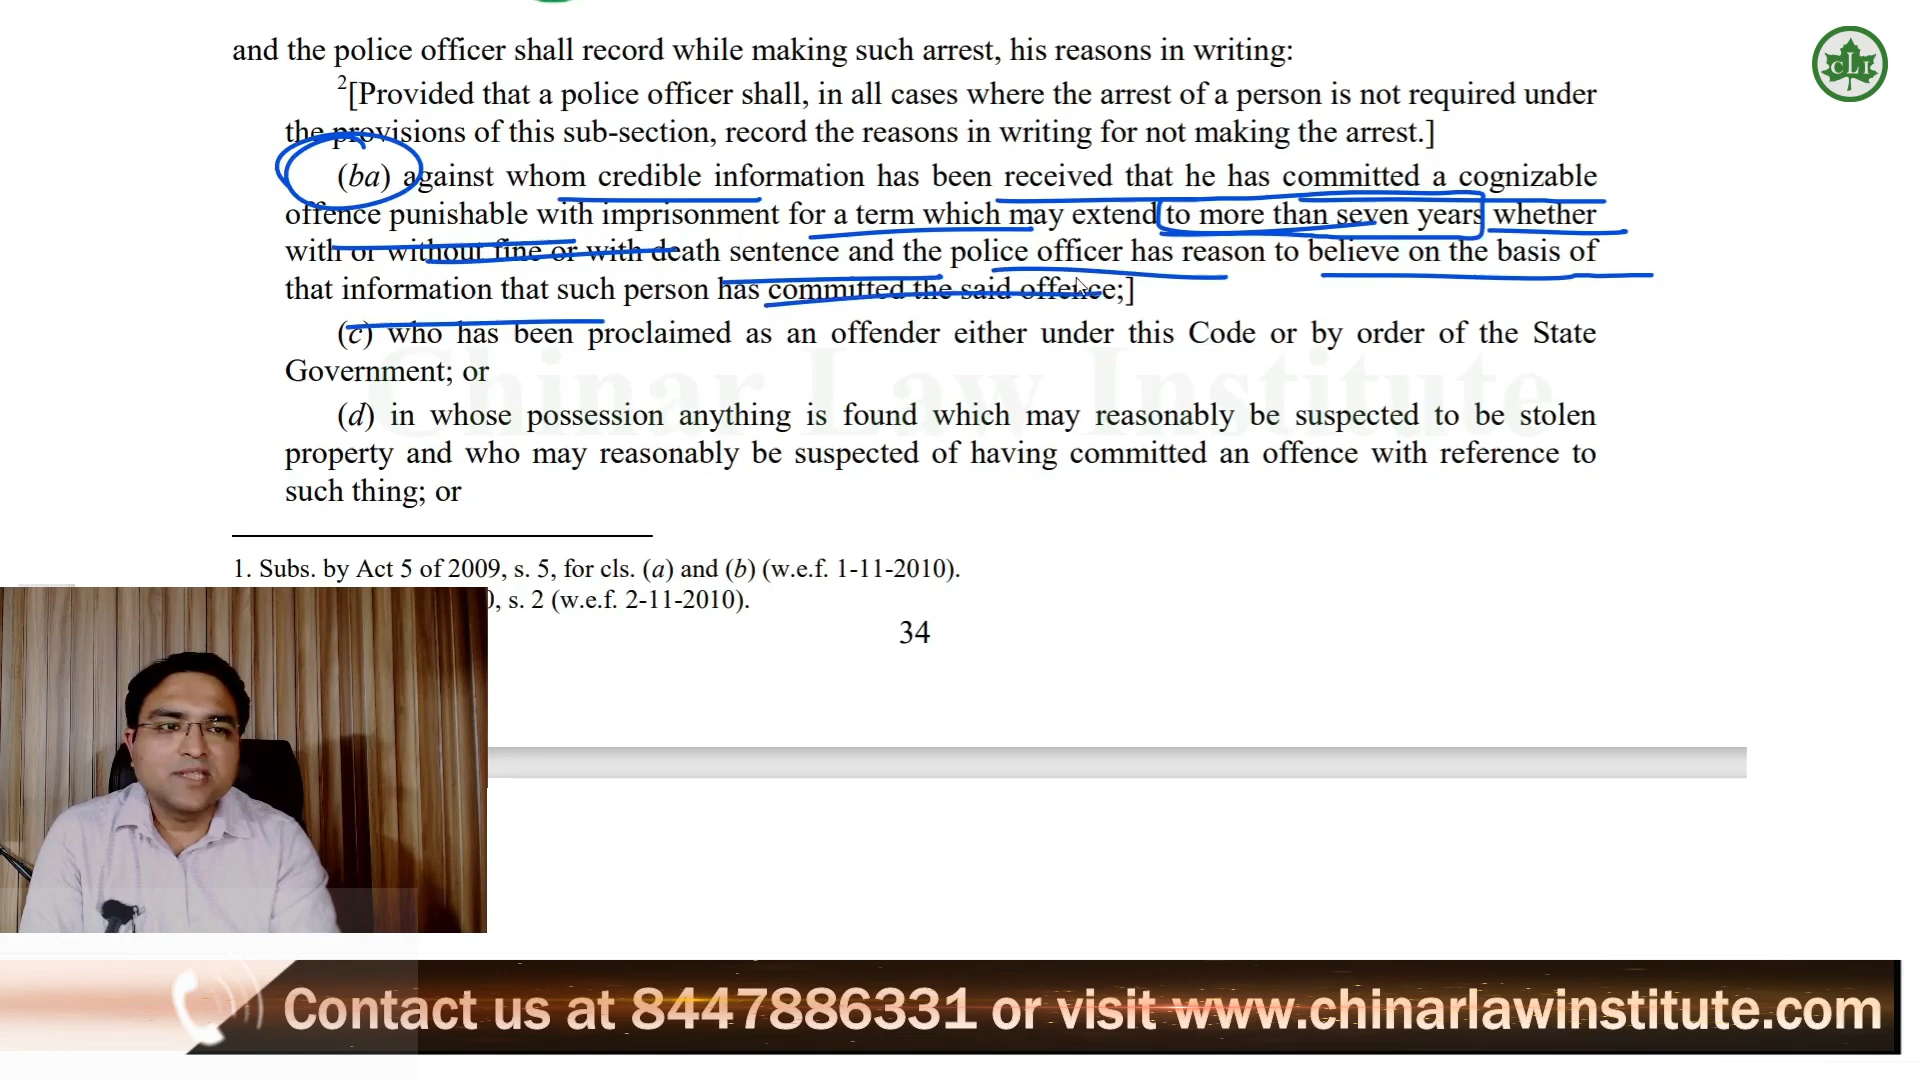 and the police officer shall record while making such arrest, his reasons in writing:
2[Provided that a police officer shall, in all cases where the arrest of a person is not required under
the provisions of this sub-section, record the reasons in writing for not making the arrest.]
(ba) against whom credible information has been received that he has committed a cognizable
offence punishable with imprisonment for a term which may extend to more than seven years whether
with or without fine or with death sentence and the police officer has reason to believe on the basis of
that information that such person has committed the said offence;]
(c) who has been proclaimed as an offender either under this Code or by order of the State
Government; or
(d) in whose possession anything is found which may reasonably be suspected to be stolen
property and who may reasonably be suspected of having committed an offence with reference to
such thing; or
1. Subs. by Act 5 of 2009, s. 5, for cls. (a) and (b) (w.e.f. 1-11-2010).
, s. 2 (w.e.f. 2-11-2010).
34
Chinar Law Institute
CLI
Contact us at 8447886331 or visit www.chinarlawinstitute.com